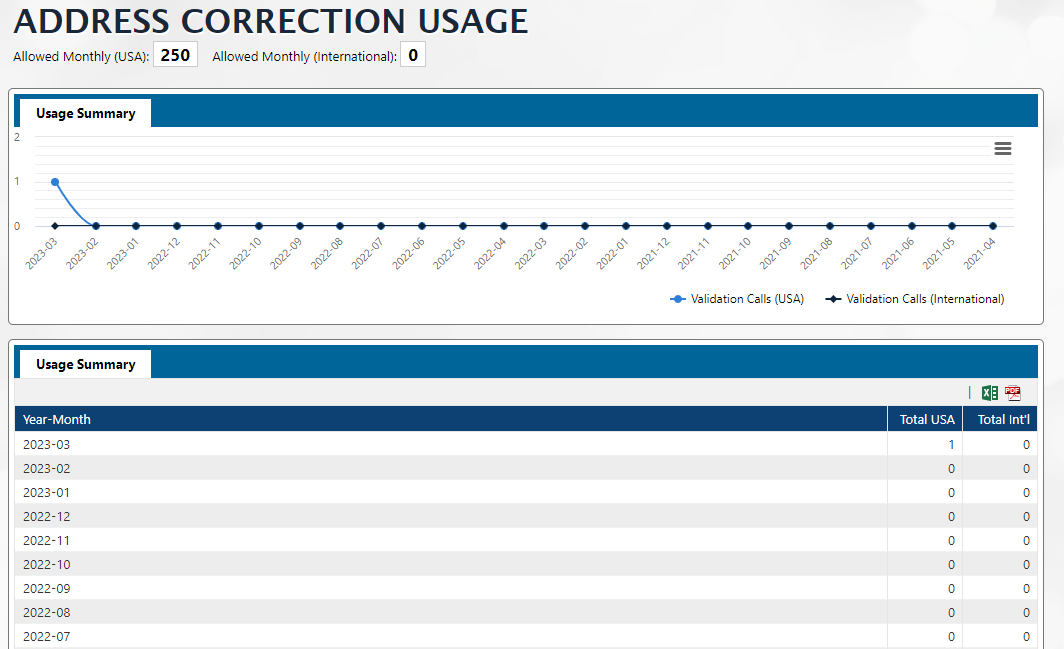 ADDRESS CORRECTION USAGE
Allowed Monthly (USA): 250 Allowed Monthly (International): 0
Usage Summary
2
1
0
2023-03 2023-02 2023-01 2022-12 2022-11 2022-10 2022-09 2022-08 2022-07 2022-06 2022-05 2022-04 2022-03 2022-02 2022-01 2021-12 2021-11 2021-10 2021-09 2021-08 2021-07 2021-06 2021-05 2021-04
Validation Calls (USA) Validation Calls (International)
Usage Summary
PDF
Year-Month Total USA Total Int'l
2023-03 1 0
2023-02 0 0
2023-01 0 0
2022-12 0 0
2022-11 0 0
2022-10 0 0
2022-09 0 0
2022-08 0 0
2022-07 0 0